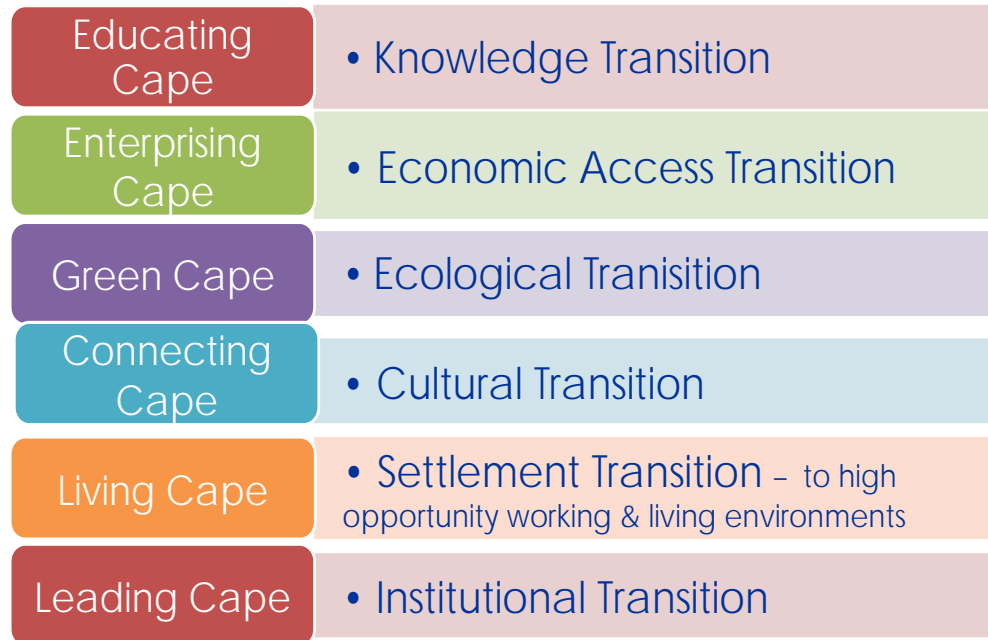 Educating
Cape
• Knowledge Transition
Enterprising
Cape
• Economic Access Transition
Green Cape
• Ecological Tranisition
Connecting
Cape
• Cultural Transition
Living Cape
• Settlement Transition – to high
opportunity working & living environments
Leading Cape
• Institutional Transition